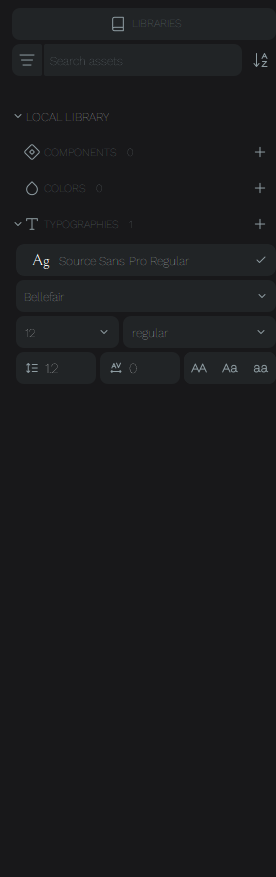 LIBRARIES
Search assets
LOCAL LIBRARY
COMPONENTS 0
COLORS 0
TYPOGRAPHIES 1
Ag Source Sans Pro Regular
Bellefair
12 regular
1.2 0 AA Aa aa